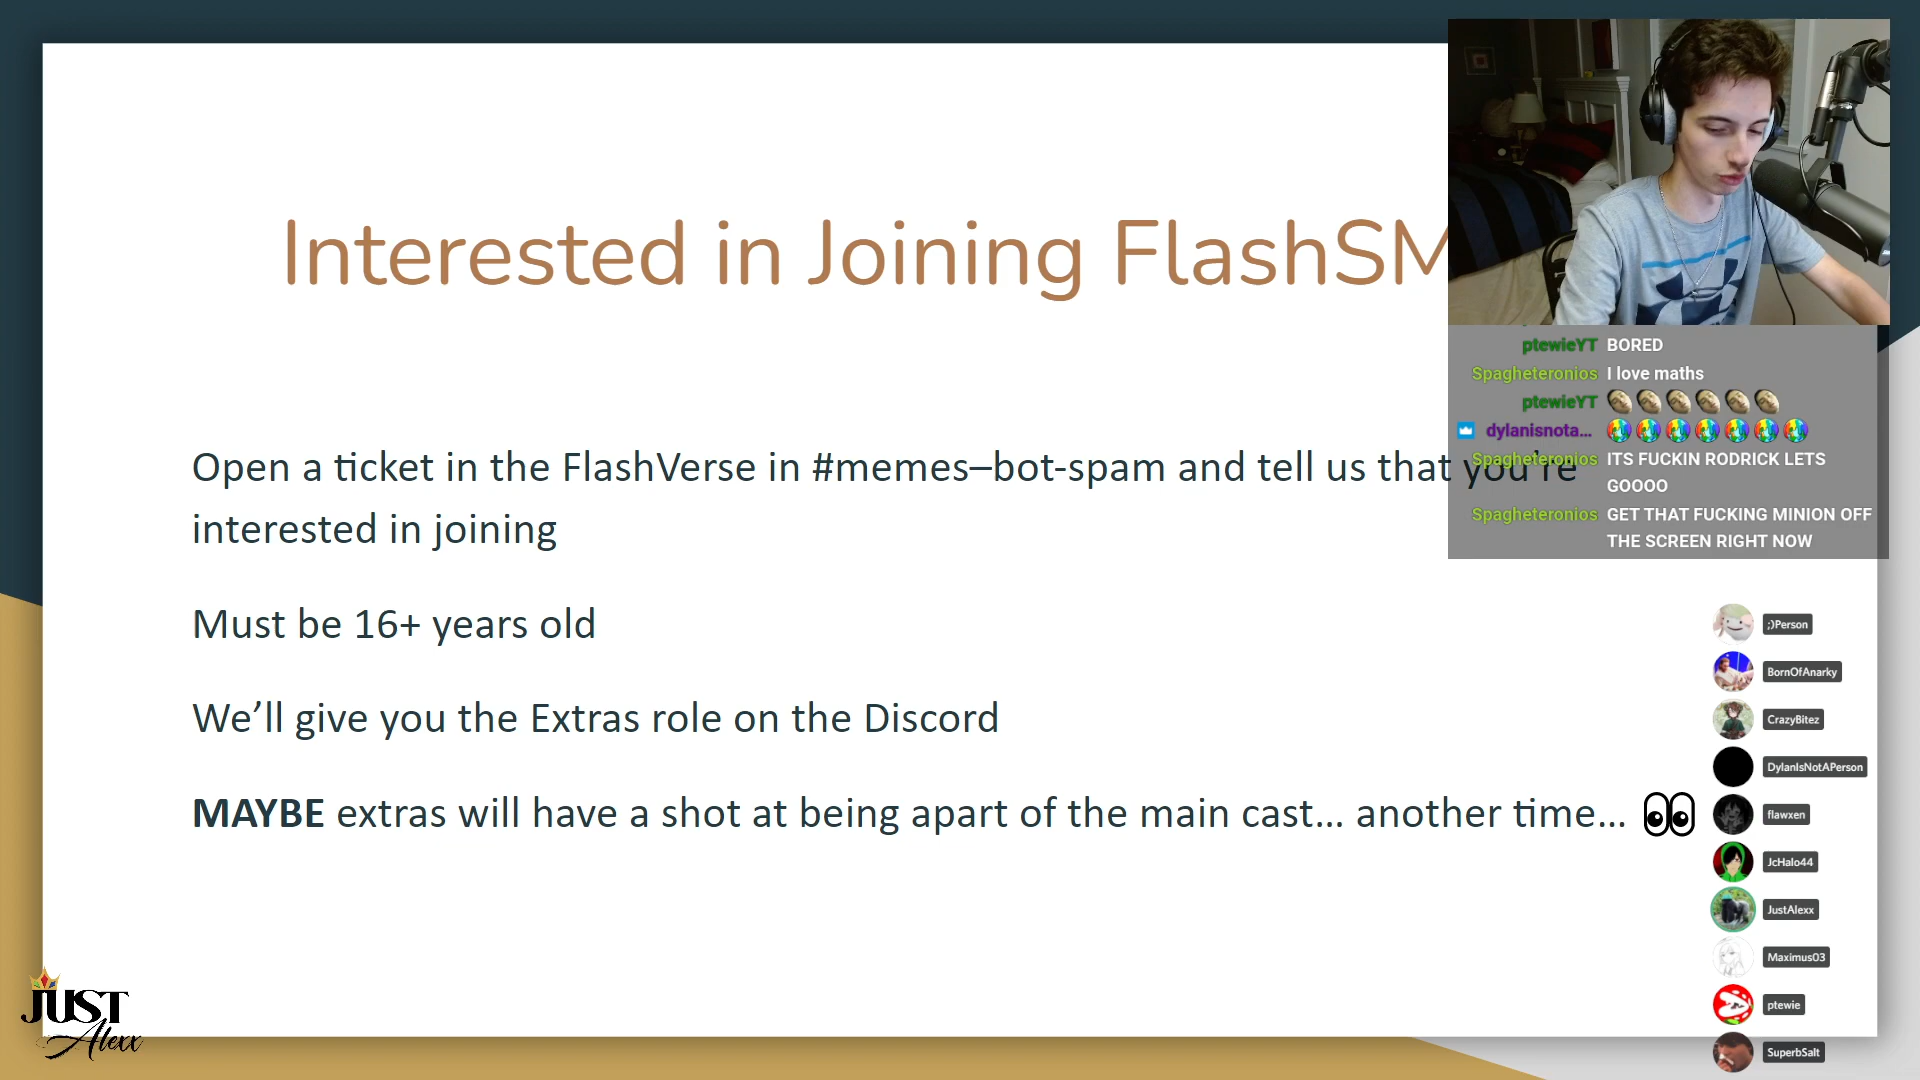 Interested in Joining FlashSM
Open a ticket in the FlashVerse in #memes–bot-spam and tell us that you're
interested in joining
Must be 16+ years old
We’ll give you the Extras role on the Discord
MAYBE extras will have a shot at being apart of the main cast... another time... 👀
ptewieYT BORED
Spagheteronios I love maths
ptewieYT
dylanisnota...
Spagheteronios ITS FUCKIN RODRICK LETS
GOOOO
Spagheteronios GET THAT FUCKING MINION OFF
THE SCREEN RIGHT NOW
;)Person
BornOfAnarky
CrazyBitez
DylanIsNotAPerson
flawxen
JcHalo44
JustAlexx
Maximus03
ptewie
SuperbSalt
JUST
Alexx